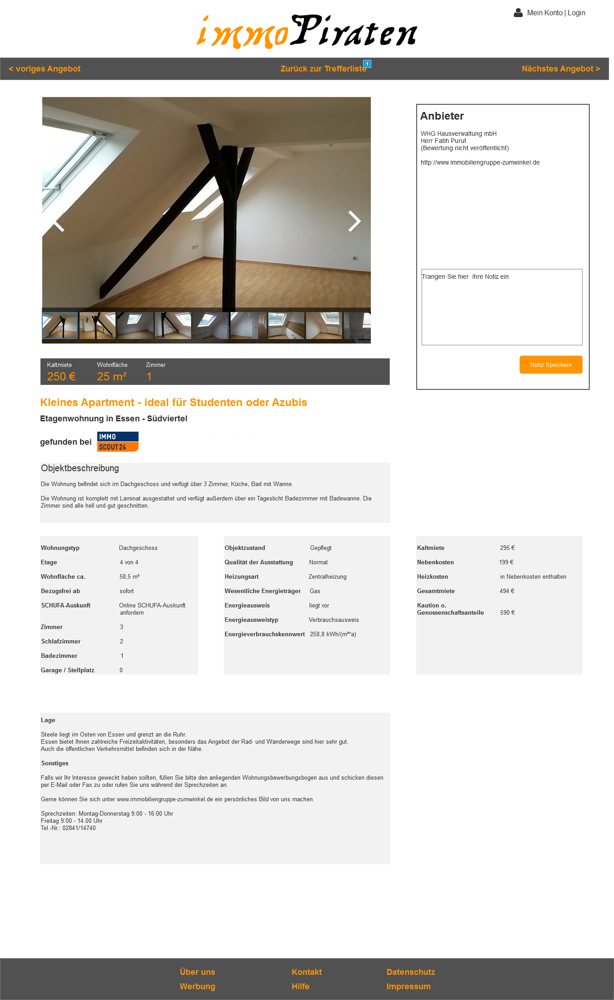 Mein Konto | Login
immoPiraten
< voriges Angebot
Zurück zur Trefferliste
1
Nächstes Angebot >
Anbieter
WHG Hausverwaltung mbH
Herr Fatih Purut
(Bewertung nicht veröffentlicht)
http://www.immobiliengruppe-zumwinkel.de
Trangen Sie hier Ihre Notiz ein
Notiz Speichern
Kaltmiete Wohnfläche Zimmer
250 € 25 m² 1
Kleines Apartment - ideal für Studenten oder Azubis
Etagenwohnung in Essen - Südviertel
gefunden bei
IMMO
SCOUT 24
Objektbeschreibung
Die Wohnung befindet sich im Dachgeschoss und verfügt über 3 Zimmer, Küche, Bad mit Wanne.
Die Wohnung ist komplett mit Laminat ausgestattet und verfügt außerdem über ein Tageslicht Badezimmer mit Badewanne. Die
Zimmer sind alle hell und gut geschnitten.
Wohnungstyp Dachgeschoss
Etage 4 von 4
Wohnfläche ca. 58,5 m²
Bezugsfrei ab sofort
SCHUFA-Auskunft Online SCHUFA-Auskunft
anfordern
Zimmer 3
Schlafzimmer 2
Badezimmer 1
Garage / Stellplatz 0
Objektzustand Gepflegt
Qualität der Ausstattung Normal
Heizungsart Zentralheizung
Wesentliche Energieträger Gas
Energieausweis liegt vor
Energieausweistyp Verbrauchsausweis
Energieverbrauchskennwert 258,8 kWh/(m²*a)
Kaltmiete 295 €
Nebenkosten 199 €
Heizkosten in Nebenkosten enthalten
Gesamtmiete 494 €
Kaution o.
Genossenschaftsanteile 590 €
Lage
Steele liegt im Osten von Essen und grenzt an die Ruhr.
Essen bietet Ihnen zahlreiche Freizeitaktivitäten, besonders das Angebot der Rad- und Wanderwege sind hier sehr gut.
Auch die öffentlichen Verkehrsmittel befinden sich in der Nähe.
Sonstiges
Falls wir Ihr Interesse geweckt haben sollten, füllen Sie bitte den anliegenden Wohnungsbewerbungsbogen aus und schicken diesen
per E-Mail oder Fax zu oder rufen Sie uns während der Sprechzeiten an.
Gerne können Sie sich unter www.immobiliengruppe-zumwinkel.de ein persönliches Bild von uns machen.
Sprechzeiten: Montag-Donnerstag 9:00 - 16:00 Uhr
Freitag 9:00 - 14.00 Uhr
Tel.-Nr.: 02841/14740
Über uns Kontakt Datenschutz
Werbung Hilfe Impressum